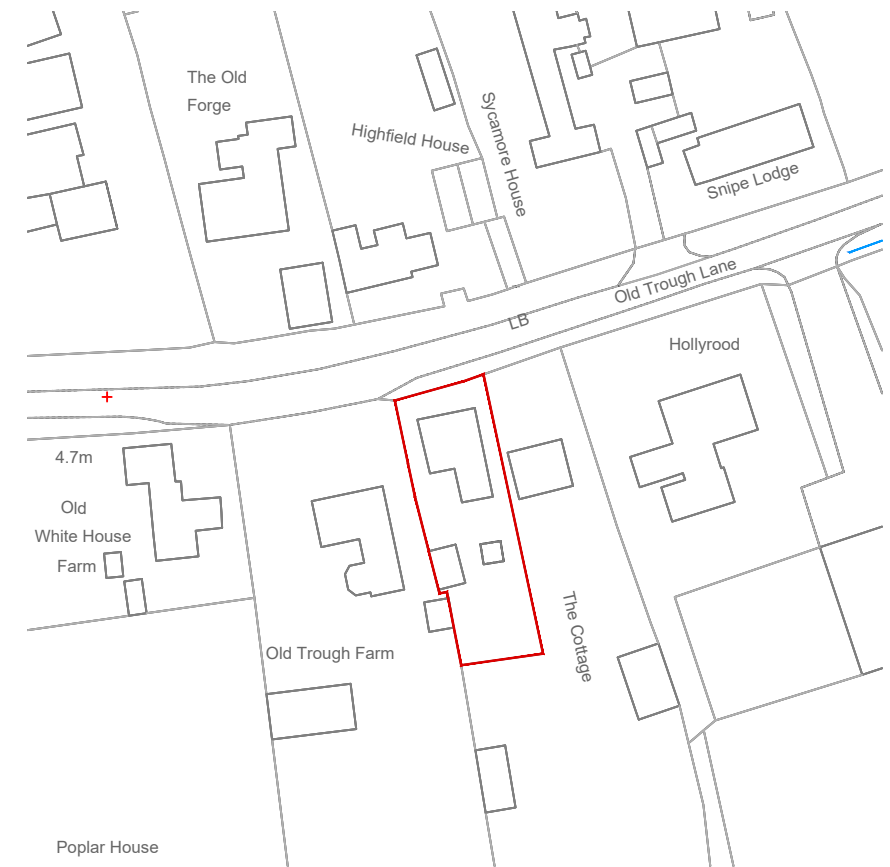 The Old
Forge
Highfield House
Sycamore House
Snipe Lodge
Old Trough Lane
LB
Hollyrood
4.7m
Old
White House
Farm
The Cottage
Old Trough Farm
Poplar House